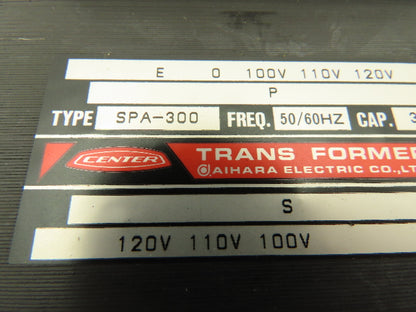 E 0 100V 110V 120V
P
TYPE SPA-300 FREQ. 50/60HZ CAP. 3
CENTER TRANS FORMER
AIHARA ELECTRIC CO., LT
S
120V 110V 100V